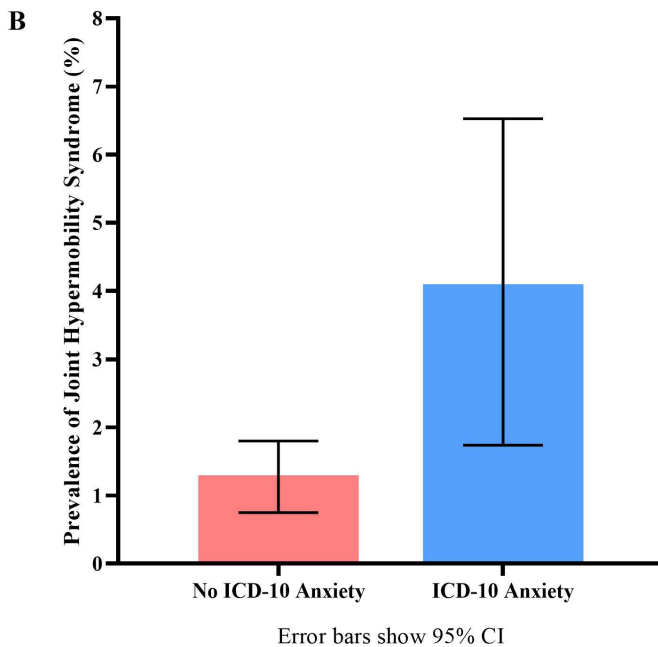 B
Prevalence of Joint Hypermobility Syndrome (%)
8
7
6
5
4
3
2
1
0
No ICD-10 Anxiety
ICD-10 Anxiety
Error bars show 95% CI